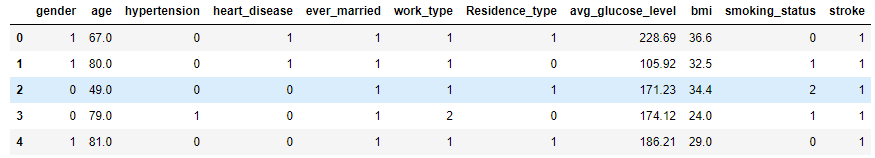 gender age hypertension heart_disease ever_married work_type Residence_type avg_glucose_level bmi smoking_status stroke
0 1 67.0 0 1 1 1 1 228.69 36.6 0 1
1 1 80.0 0 1 1 1 0 105.92 32.5 1 1
2 0 49.0 0 0 1 1 1 171.23 34.4 2 1
3 0 79.0 1 0 1 2 0 174.12 24.0 1 1
4 1 81.0 0 0 1 1 1 186.21 29.0 0 1